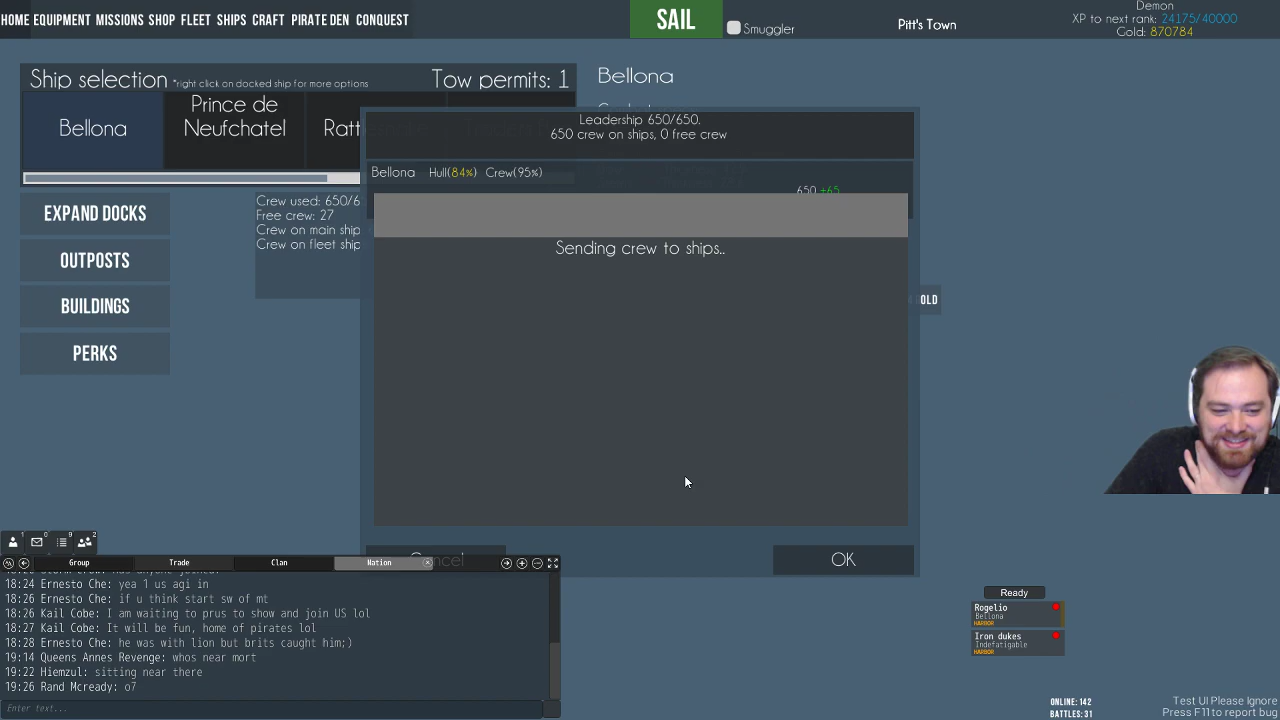 HOME EQUIPMENT MISSIONS SHOP FLEET SHIPS CRAFT PIRATE DEN CONQUEST
SAIL
Smuggler
Pitt's Town
Demon
XP to next rank: 24175/40000
Gold: 870784
Ship selection *right click on docked ship for more options
Tow permits: 1
Bellona
Prince de
Neufchatel
Bellona
EXPAND DOCKS
OUTPOSTS
BUILDINGS
PERKS
Crew used: 650/6
Free crew: 27
Crew on main ship
Crew on fleet ship
Leadership 650/650.
650 crew on ships, 0 free crew
Bellona Hull(84%) Crew(95%)
650 +65
Sending crew to ships..
OLD
Cancel
OK
Group Trade Clan Nation
18:24 Ernesto Che: yea 1 us agi in
18:26 Ernesto Che: if u think start sw of mt
18:26 Kail Cobe: I am waiting to prus to show and join US lol
18:27 Kail Cobe: It will be fun, home of pirates lol
18:28 Ernesto Che: he was with lion but brits caught him;)
19:14 Queens Annes Revenge: whos near mort
19:22 Hiemzul: sitting near there
19:26 Rand Mcready: o7
Enter text...
Ready
Rogelio
Bellona
HARBOR
Iron dukes
Indefatigable
HARBOR
ONLINE: 142
BATTLES: 31
Test UI Please Ignore
Press F11 to report bug